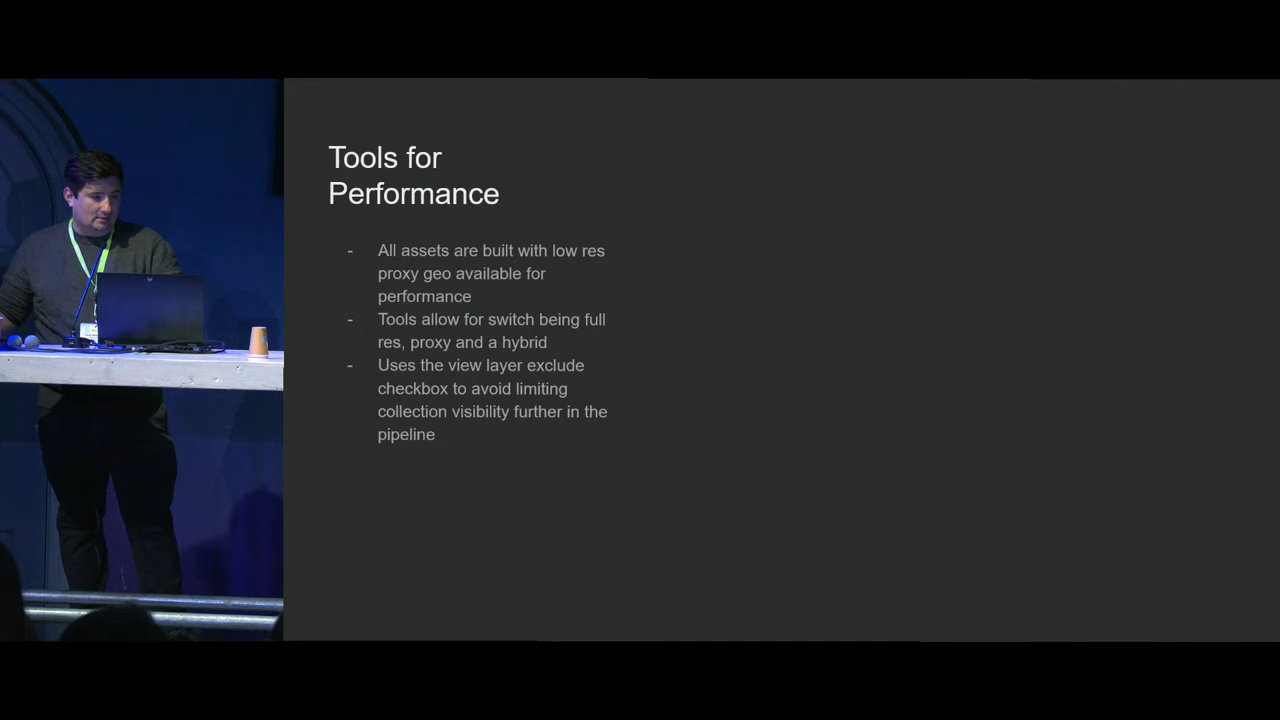 Tools for
Performance
- All assets are built with low res
proxy geo available for
performance
- Tools allow for switch being full
res, proxy and a hybrid
- Uses the view layer exclude
checkbox to avoid limiting
collection visibility further in the
pipeline